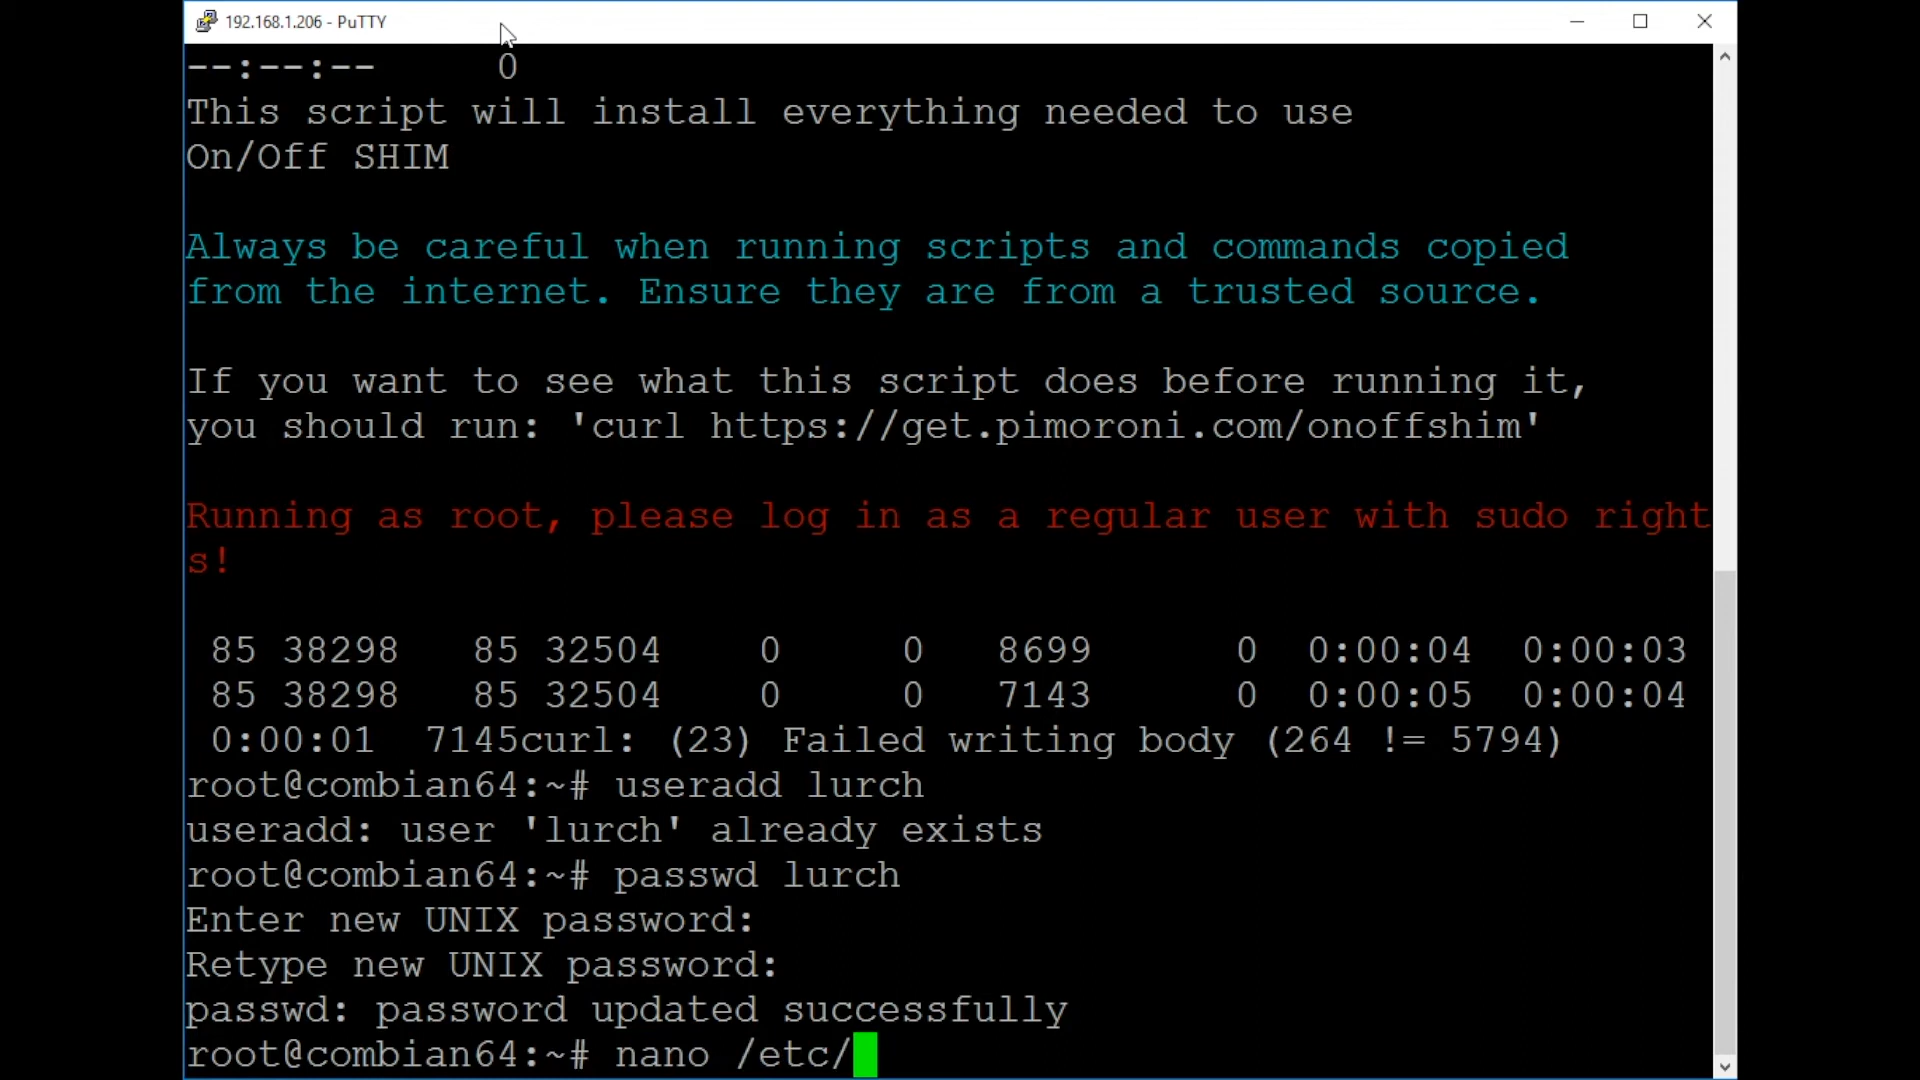 192.168.1.206 - PuTTY
--:--:-- 0
This script will install everything needed to use
On/Off SHIM
Always be careful when running scripts and commands copied
from the internet. Ensure they are from a trusted source.
If you want to see what this script does before running it,
you should run: 'curl https://get.pimoroni.com/onoffshim'
Running as root, please log in as a regular user with sudo right
s!
85 38298 85 32504 0 0 8699 0 0:00:04 0:00:03
85 38298 85 32504 0 0 7143 0 0:00:05 0:00:04
0:00:01 7145curl: (23) Failed writing body (264 != 5794)
root@combian64:~# useradd lurch
useradd: user 'lurch' already exists
root@combian64:~# passwd lurch
Enter new UNIX password:
Retype new UNIX password:
passwd: password updated successfully
root@combian64:~# nano /etc/